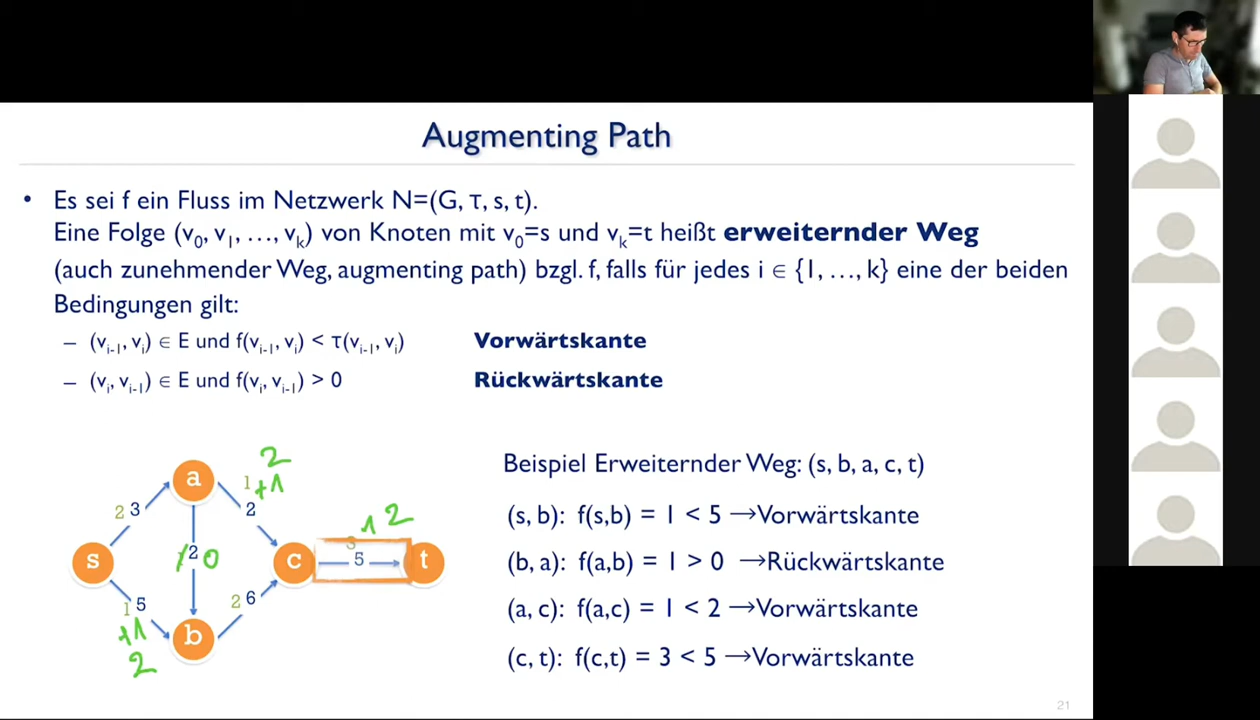 Augmenting Path
• Es sei f ein Fluss im Netzwerk N=(G, τ, s, t).
Eine Folge (v₀, v₁, …, vₖ) von Knoten mit v₀=s und vₖ=t heißt erweiternder Weg
(auch zunehmender Weg, augmenting path) bzgl. f, falls für jedes i ∈ {1, …, k} eine der beiden
Bedingungen gilt:
– (vᵢ₋₁, vᵢ) ∈ E und f(vᵢ₋₁, vᵢ) < τ(vᵢ₋₁, vᵢ) Vorwärtskante
– (vᵢ, vᵢ₋₁) ∈ E und f(vᵢ, vᵢ₋₁) > 0 Rückwärtskante
2
a
1 +1
2 3
2
1 2
3
s
2 0
c
5
t
1 5
2 6
+1
b
2
Beispiel Erweiternder Weg: (s, b, a, c, t)
(s, b): f(s,b) = 1 < 5 →Vorwärtskante
(b, a): f(a,b) = 1 > 0 →Rückwärtskante
(a, c): f(a,c) = 1 < 2 →Vorwärtskante
(c, t): f(c,t) = 3 < 5 →Vorwärtskante
21